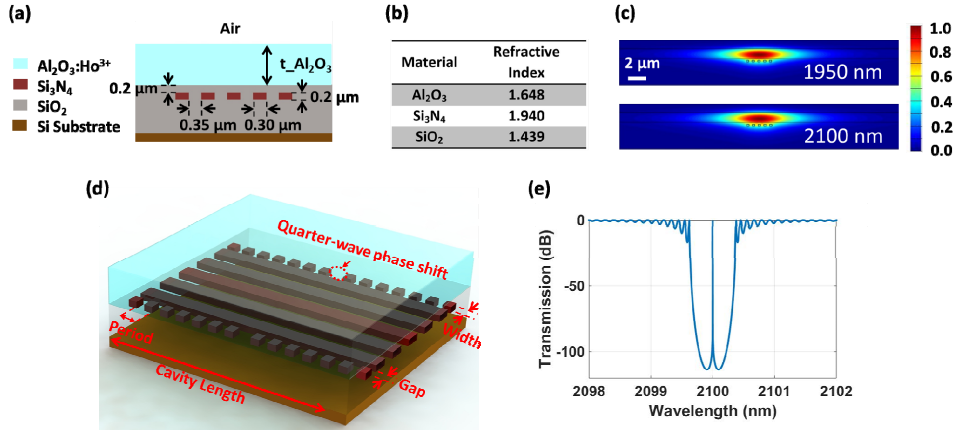 (a)
Air
Al₂O₃:Ho³⁺
Si₃N₄
SiO₂
Si Substrate
t_Al₂O₃
0.2 μm
0.2 μm
0.35 μm
0.30 μm
(b)
Material Refractive Index
Al₂O₃ 1.648
Si₃N₄ 1.940
SiO₂ 1.439
(c)
2 μm
1950 nm
2100 nm
1.0
0.8
0.6
0.4
0.2
0.0
(d)
Quarter-wave phase shift
Period
Width
Cavity Length
Gap
(e)
Transmission (dB)
0
-50
-100
2098 2099 2100 2101 2102
Wavelength (nm)